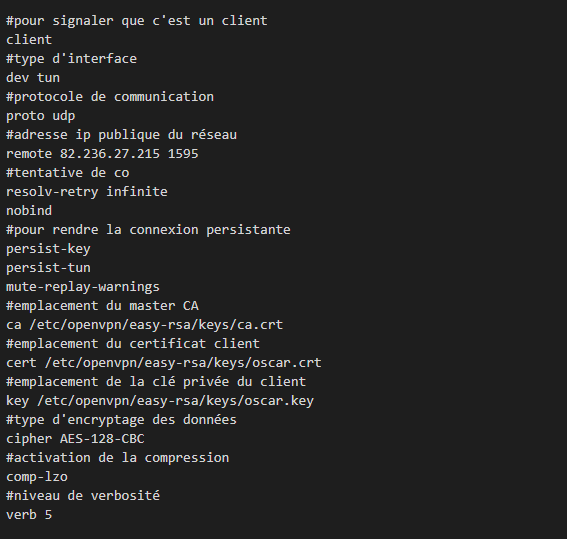 #pour signaler que c'est un client
client
#type d'interface
dev tun
#protocole de communication
proto udp
#adresse ip publique du réseau
remote 82.236.27.215 1595
#tentative de co
resolv-retry infinite
nobind
#pour rendre la connexion persistante
persist-key
persist-tun
mute-replay-warnings
#emplacement du master CA
ca /etc/openvpn/easy-rsa/keys/ca.crt
#emplacement du certificat client
cert /etc/openvpn/easy-rsa/keys/oscar.crt
#emplacement de la clé privée du client
key /etc/openvpn/easy-rsa/keys/oscar.key
#type d'encryptage des données
cipher AES-128-CBC
#activation de la compression
comp-lzo
#niveau de verbosité
verb 5